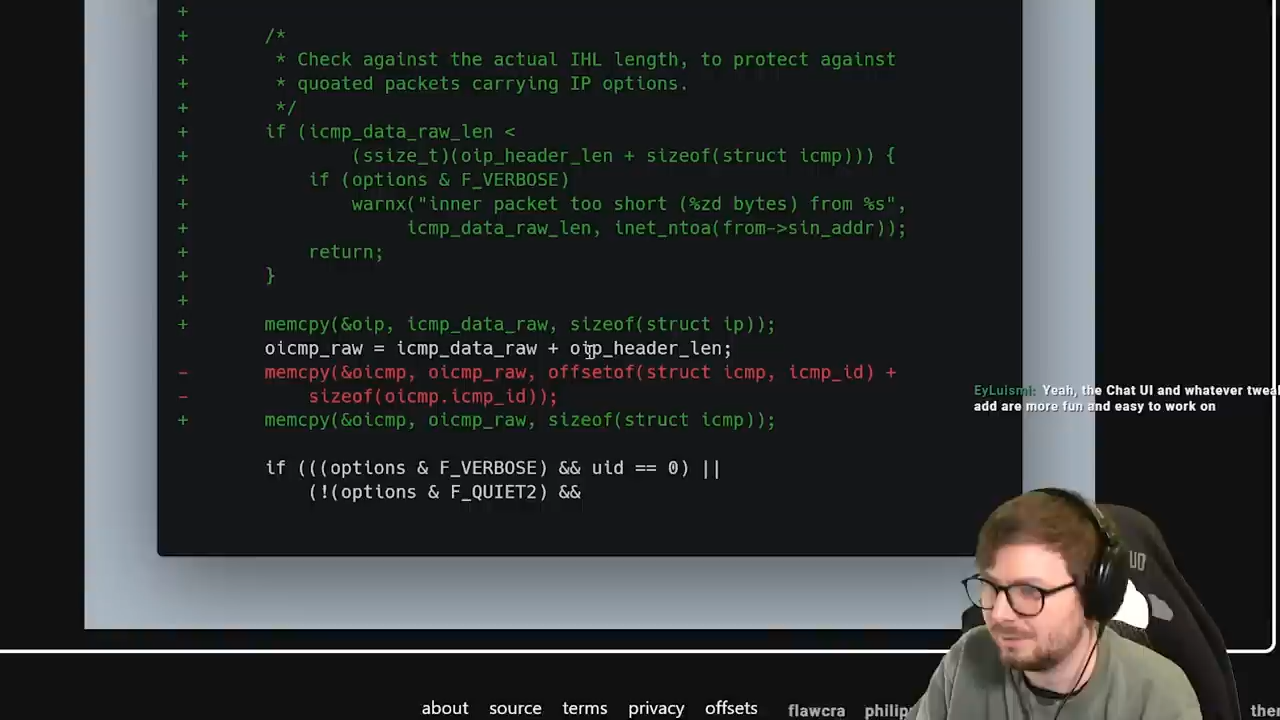 +
+ /*
+ * Check against the actual IHL length, to protect against
+ * quoated packets carrying IP options.
+ */
+ if (icmp_data_raw_len <
+ (ssize_t)(oip_header_len + sizeof(struct icmp))) {
+ if (options & F_VERBOSE)
+ warnx("inner packet too short (%zd bytes) from %s",
+ icmp_data_raw_len, inet_ntoa(from->sin_addr));
+ return;
+ }
+
+ memcpy(&oip, icmp_data_raw, sizeof(struct ip));
oicmp_raw = icmp_data_raw + oip_header_len;
- memcpy(&oicmp, oicmp_raw, offsetof(struct icmp, icmp_id) +
- sizeof(oicmp.icmp_id));
+ memcpy(&oicmp, oicmp_raw, sizeof(struct icmp));
if (((options & F_VERBOSE) && uid == 0) ||
(!(options & F_QUIET2) &&
EyLuismi: Yeah, the Chat UI and whatever tweak
add are more fun and easy to work on
UO
about source terms privacy offsets flawcra